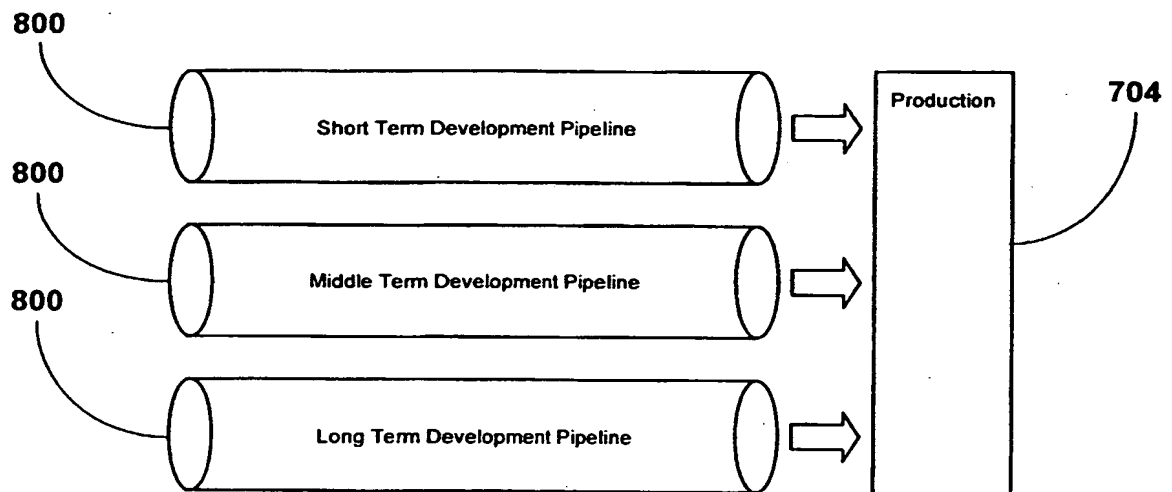 800
Short Term Development Pipeline
Production
704
800
Middle Term Development Pipeline
800
Long Term Development Pipeline